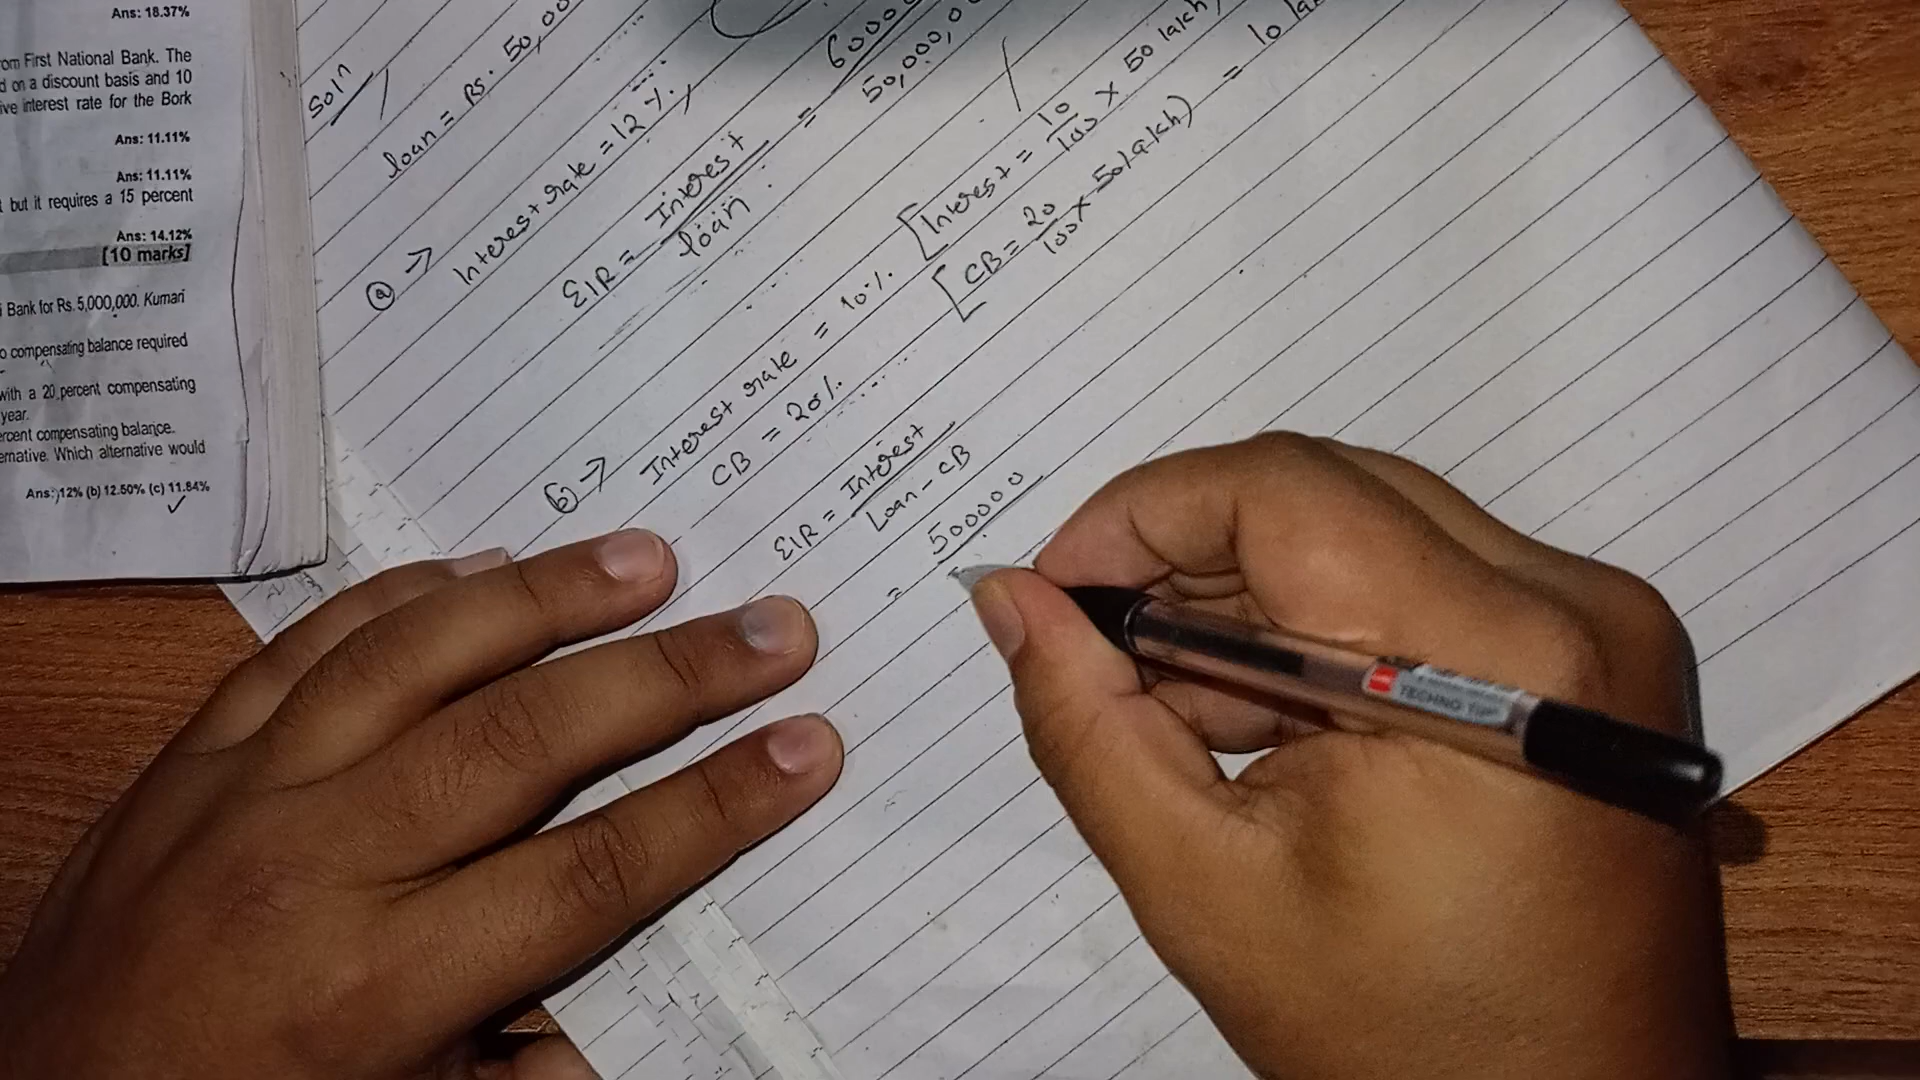 Ans: 18.37%
om First National Bank. The
d on a discount basis and 10
ive interest rate for the Bork
Ans: 11.11%
Ans: 11.11%
but it requires a 15 percent
Ans: 14.12%
[10 marks]
Bank for Rs. 5,000,000. Kumari
o compensating balance required
with a 20 percent compensating
year.
ercent compensating balance.
ernative. Which alternative would
Ans: 12% (b) 12.50% (c) 11.84%
Soln
loan = Rs. 50,00
(a) → Interest rate = 12%.
EIR = Interest / loan = 6000 / 50,000,0
(b) → Interest rate = 10%. [Interest = 10/100 × 50 lakh
CB = 20%. [CB = 20/100 × 50 lakh) = 10 la
EIR = Interest / Loan - CB
= 500000
TECHNO TIP